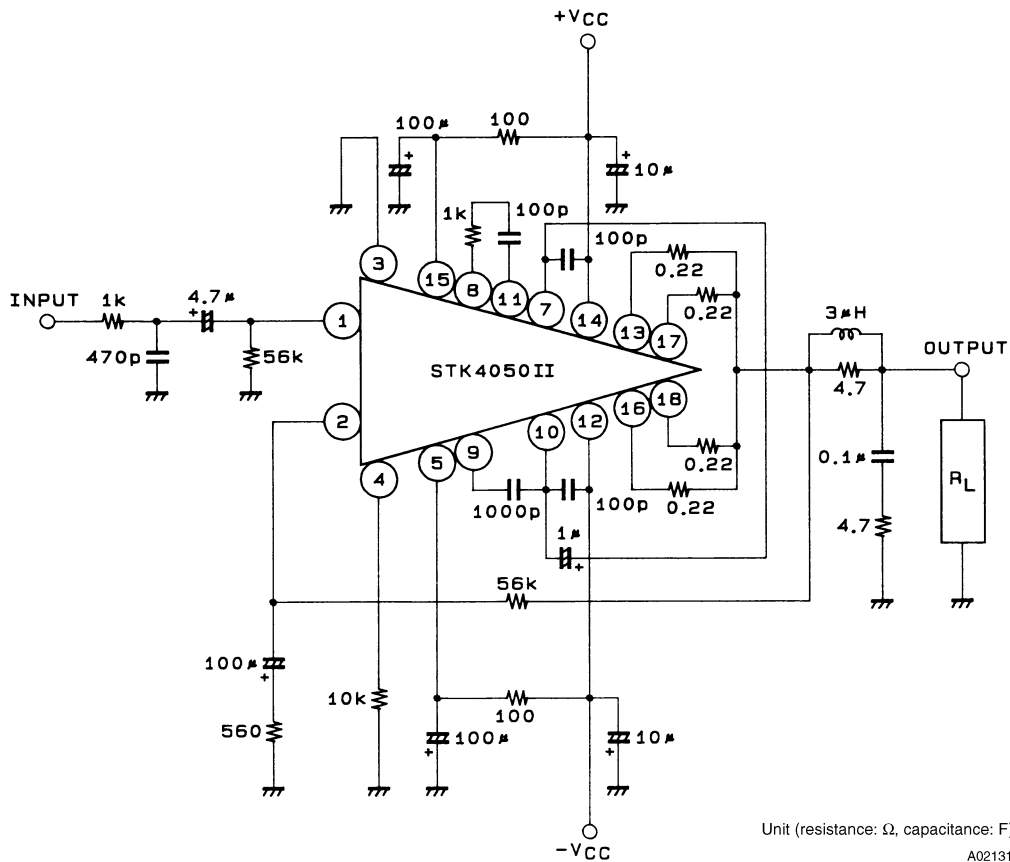 +VCC
100µ
100
10µ
1k
100p
100p
3
15
8
11
7
14
13
17
0.22
0.22
INPUT
1k
4.7µ
+
1
470p
56k
STK4050II
3µH
OUTPUT
4.7
2
18
16
12
10
9
5
4
0.22
0.22
1000p
100p
1µ
+
0.1µ
4.7
RL
56k
100µ
+
560
10k
100
100µ
+
10µ
+
-VCC
Unit (resistance: Ω, capacitance: F)
A02131